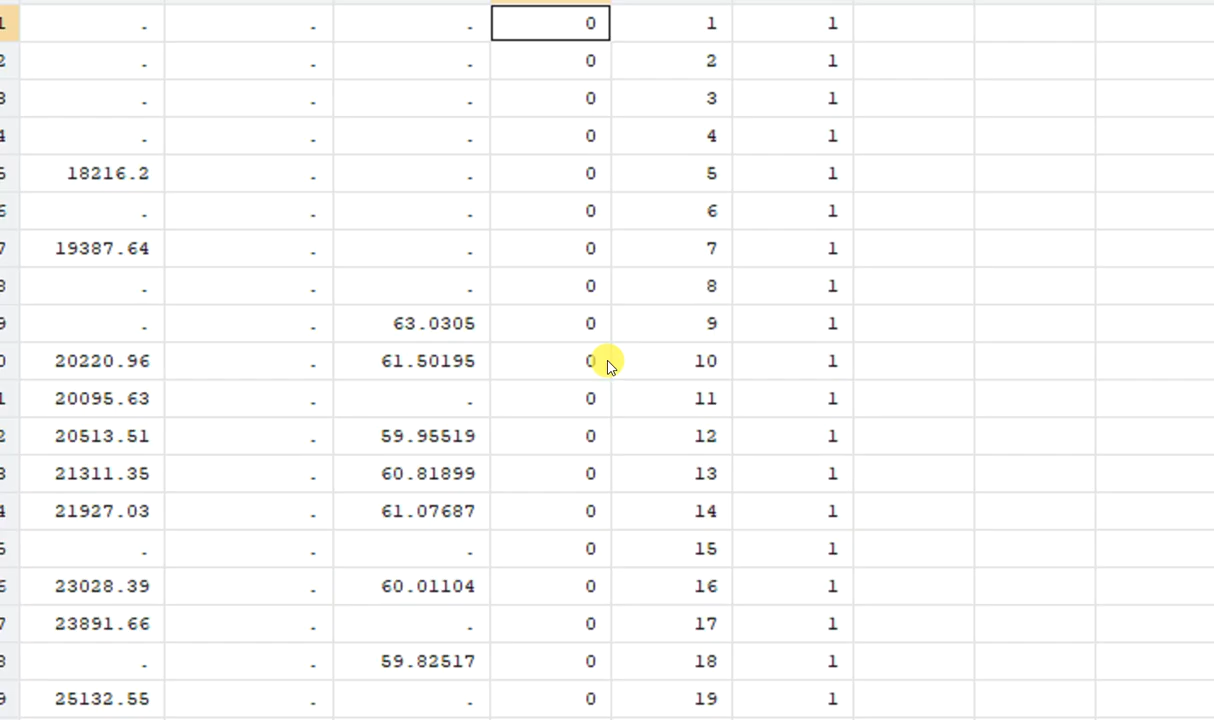 1 . . . 0 1 1
2 . . . 0 2 1
3 . . . 0 3 1
4 . . . 0 4 1
5 18216.2 . . 0 5 1
6 . . . 0 6 1
7 19387.64 . . 0 7 1
8 . . . 0 8 1
9 . . 63.0305 0 9 1
0 20220.96 . 61.50195 0 10 1
1 20095.63 . . 0 11 1
2 20513.51 . 59.95519 0 12 1
3 21311.35 . 60.81899 0 13 1
4 21927.03 . 61.07687 0 14 1
5 . . . 0 15 1
6 23028.39 . 60.01104 0 16 1
7 23891.66 . . 0 17 1
8 . . 59.82517 0 18 1
9 25132.55 . . 0 19 1